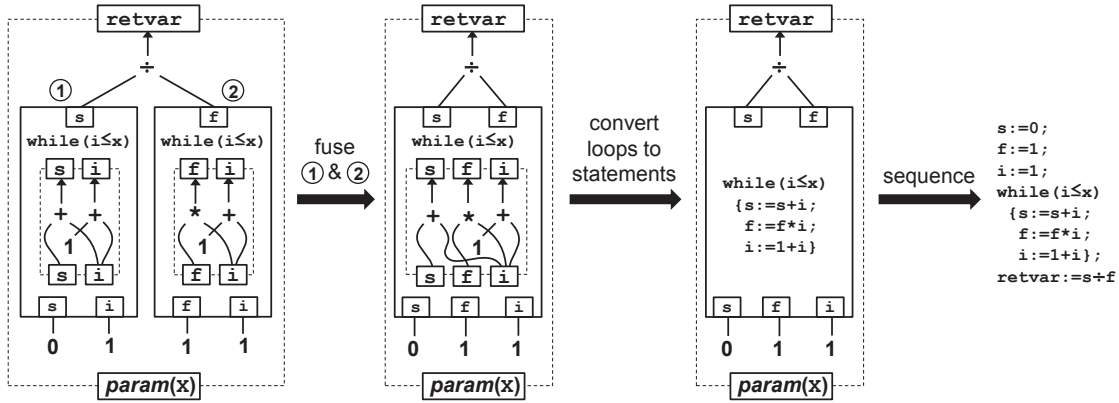 retvar
÷
① ②
s f
while(i≤x) while(i≤x)
s i f i
+ + * +
1 1
s i f i
s i f i
0 1 1 1
param(x)
fuse
① & ②
retvar
÷
s f
while(i≤x)
s f i
+ * +
1
s f i
s f i
0 1 1
param(x)
convert
loops to
statements
retvar
÷
s f
while(i≤x)
{s:=s+i;
f:=f*i;
i:=1+i}
s f i
0 1 1
param(x)
sequence
s:=0;
f:=1;
i:=1;
while(i≤x)
{s:=s+i;
f:=f*i;
i:=1+i};
retvar:=s÷f